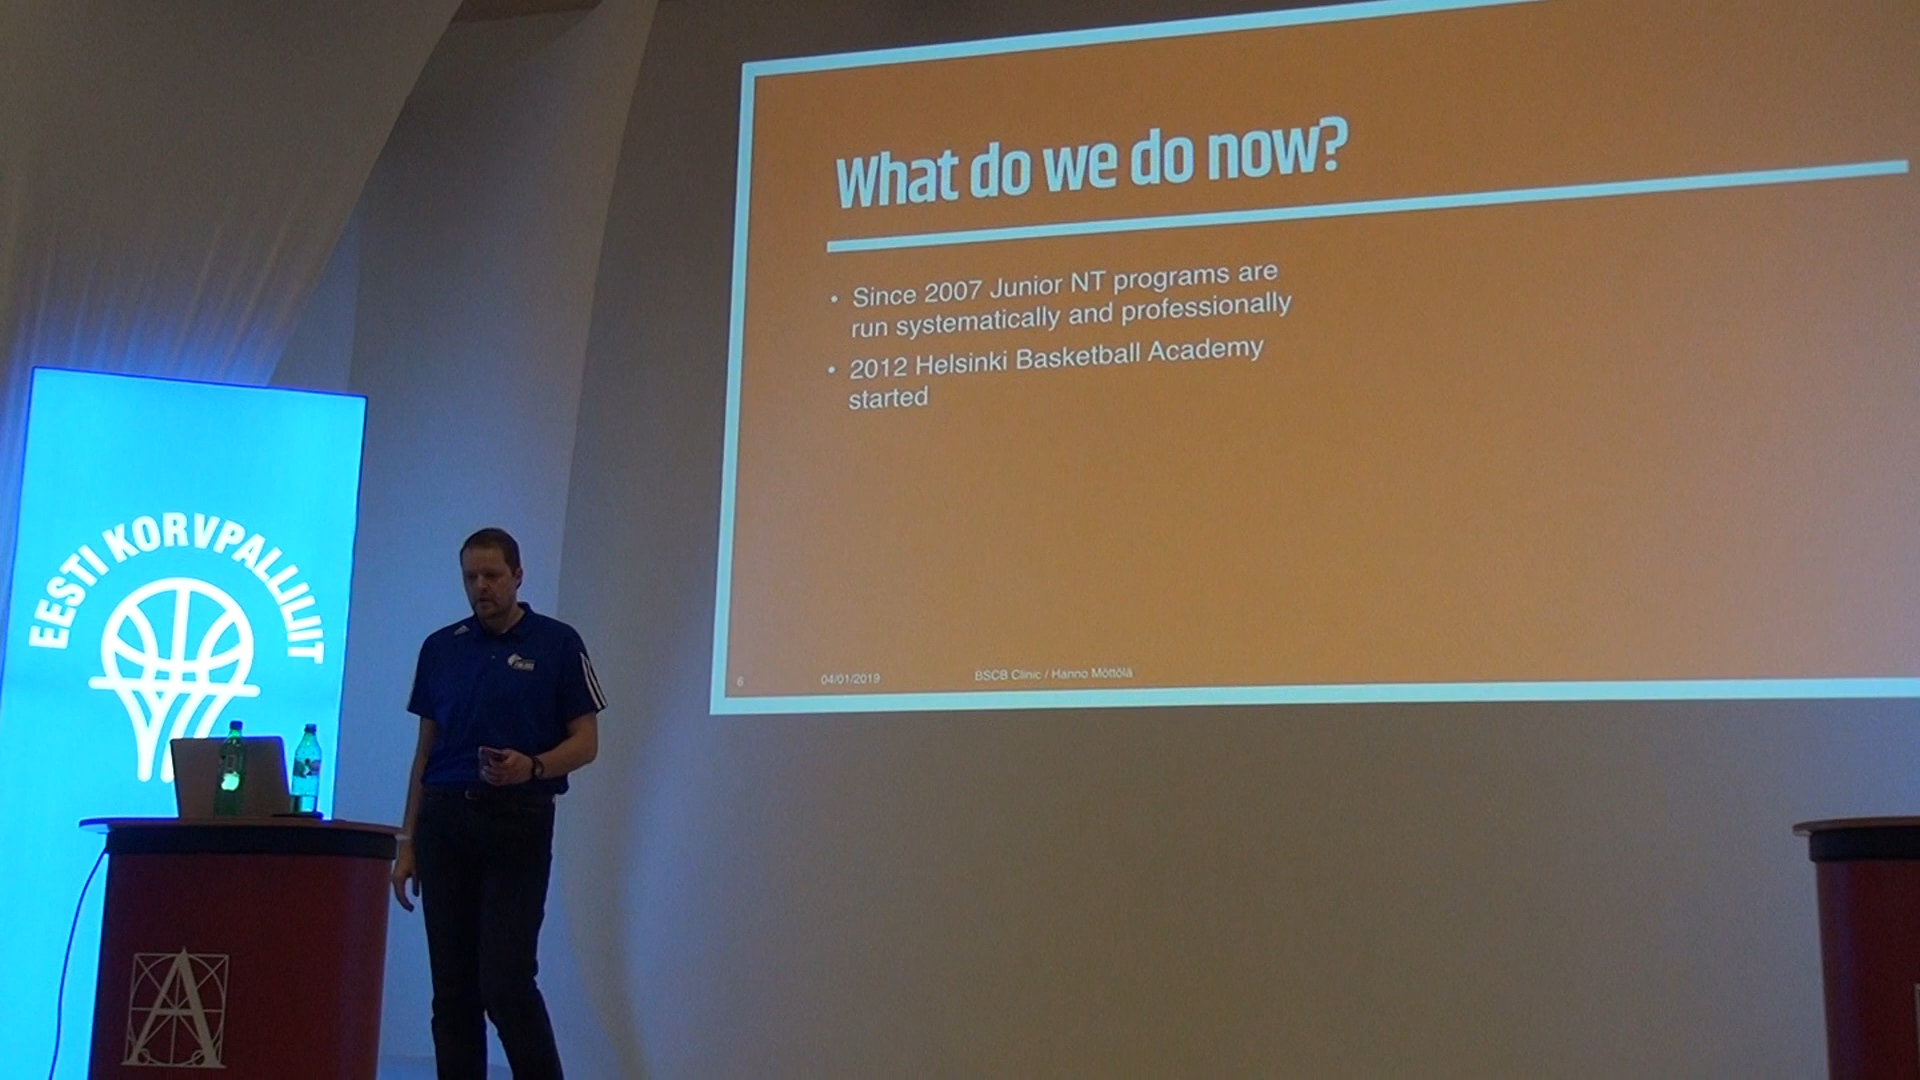 What do we do now?
• Since 2007 Junior NT programs are
run systematically and professionally
• 2012 Helsinki Basketball Academy
started
6
04/01/2019
BSCB Clinic / Hanno Möttölä
EESTI KORVPALLILIIT
A